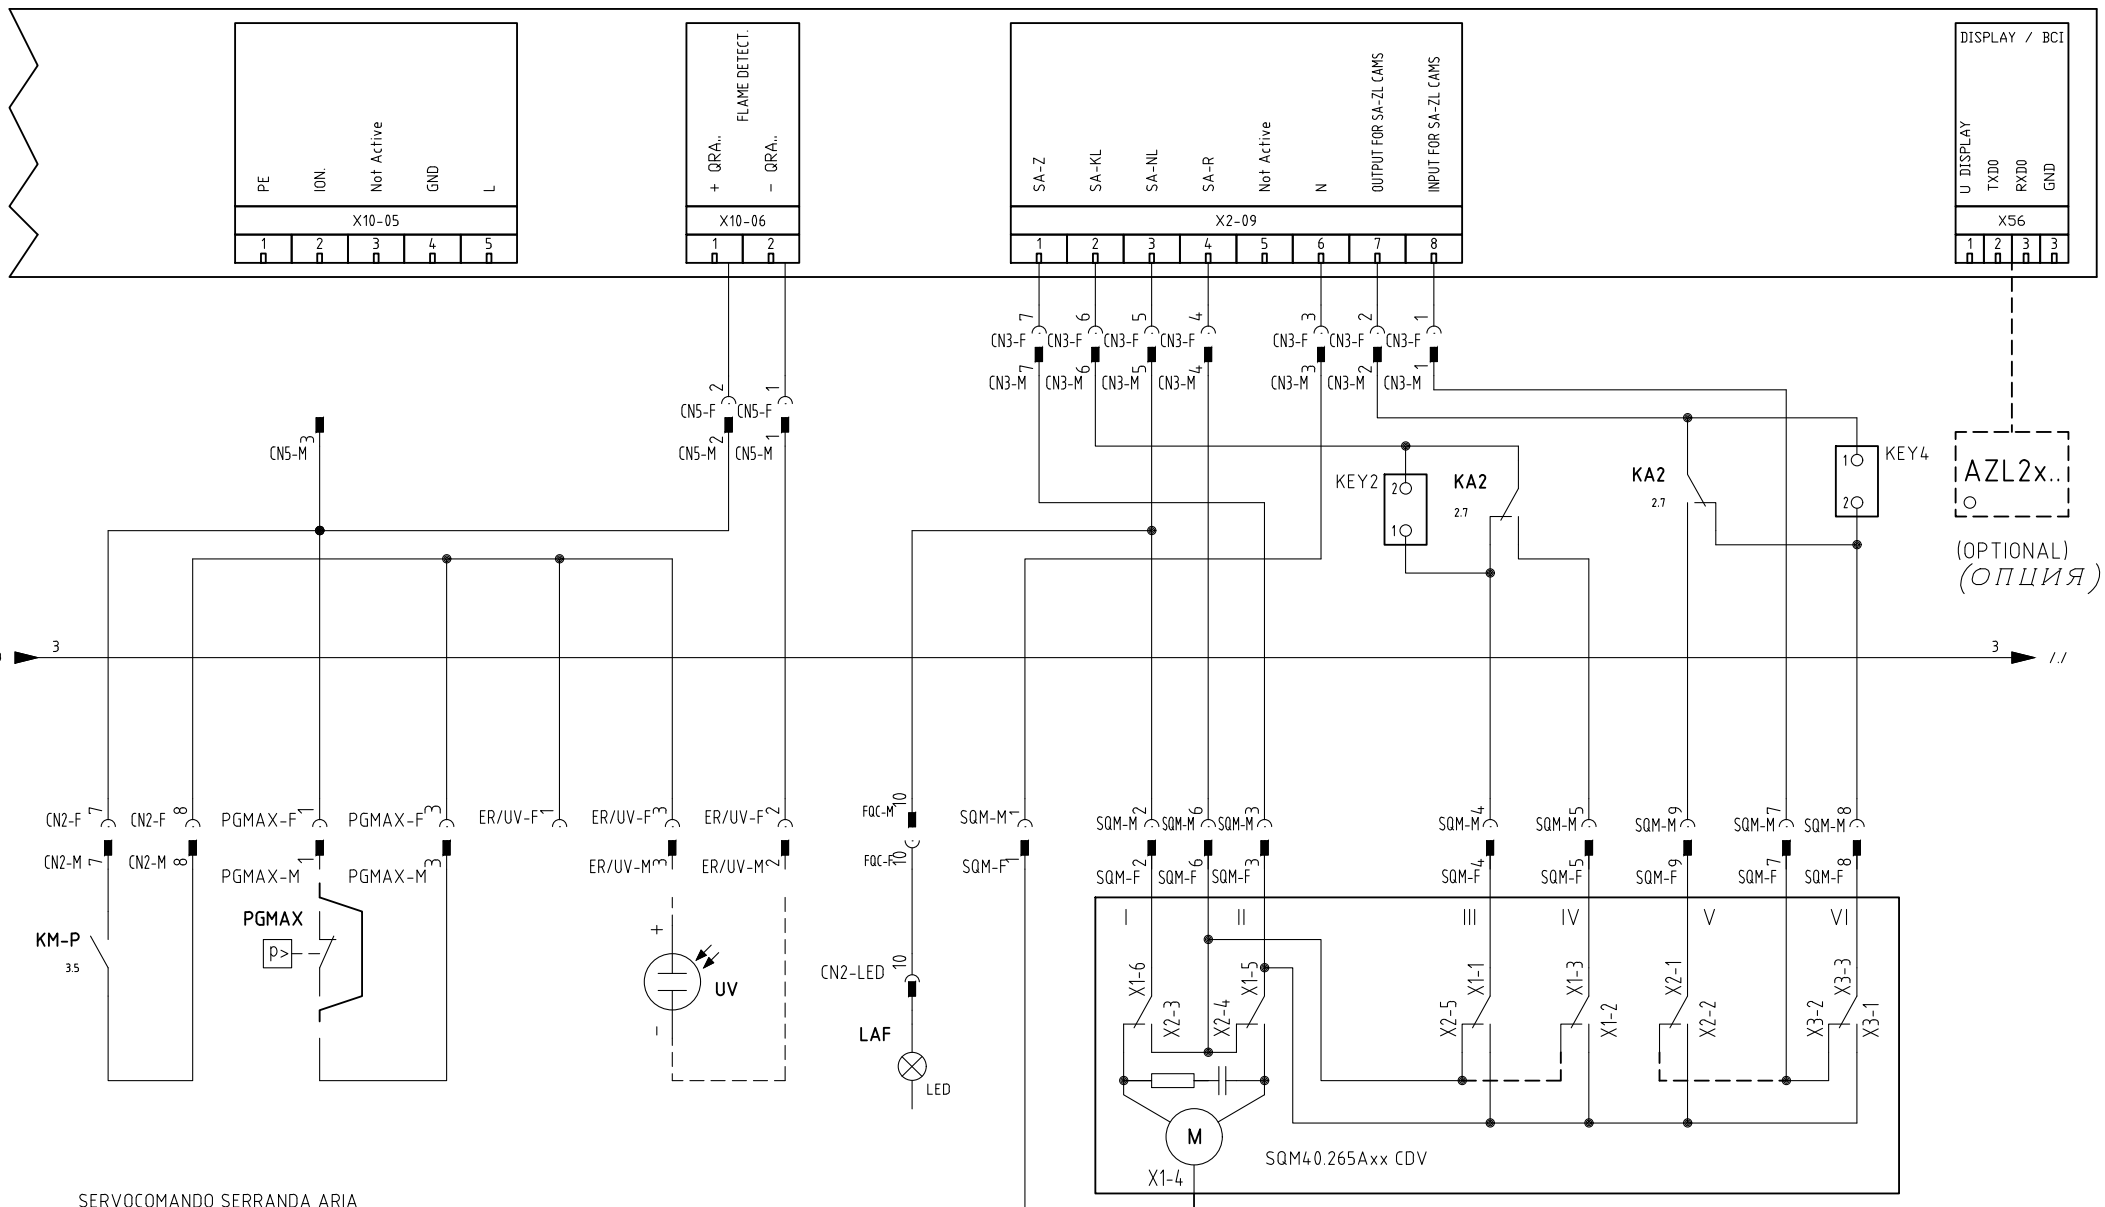 DISPLAY / BCI
PE
ION.
Not Active
GND
L
X10-05
1 2 3 4 5
FLAME DETECT.
+ QRA..
- QRA..
X10-06
1 2
SA-Z
SA-KL
SA-NL
SA-R
Not Active
N
OUTPUT FOR SA-ZL CAMS
INPUT FOR SA-ZL CAMS
X2-09
1 2 3 4 5 6 7 8
U DISPLAY
TXD0
RXD0
GND
X56
1 2 3 3
7 6 5 4 3 2 1
CN3-F CN3-F CN3-F CN3-F CN3-F CN3-F CN3-F
CN3-M CN3-M CN3-M CN3-M CN3-M CN3-M CN3-M
7 6 5 4 3 2 1
2 1
CN5-F CN5-F
CN5-M CN5-M
2 1
3
CN5-M
KEY2
2
1
KA2
2.7
KA2
2.7
KEY4
1
2
AZL2x..
(OPTIONAL)
(ОПЦИЯ)
3
3
/./
CN2-F 7
CN2-M 7
CN2-F 8
CN2-M 8
PGMAX-F 1
PGMAX-M 1
PGMAX-F 3
PGMAX-M 3
ER/UV-F 1
ER/UV-F 3
ER/UV-M 3
ER/UV-F 2
ER/UV-M 2
FQC-M 10
FQC-F 10
SQM-M 1
SQM-F 1
SQM-M 2
SQM-F 2
SQM-M 6
SQM-F 6
SQM-M 3
SQM-F 3
SQM-M 4
SQM-F 4
SQM-M 5
SQM-F 5
SQM-M 9
SQM-F 9
SQM-M 7
SQM-F 7
SQM-M 8
SQM-F 8
KM-P
3.5
PGMAX
P>
+
UV
-
CN2-LED 10
LAF
LED
I II III IV V VI
X1-6
X2-3
X2-4
X1-5
X2-5
X1-1
X1-3
X1-2
X2-1
X2-2
X3-2
X3-3
X3-1
M
X1-4
SQM40.265Axx CDV
SERVOCOMANDO SERRANDA ARIA